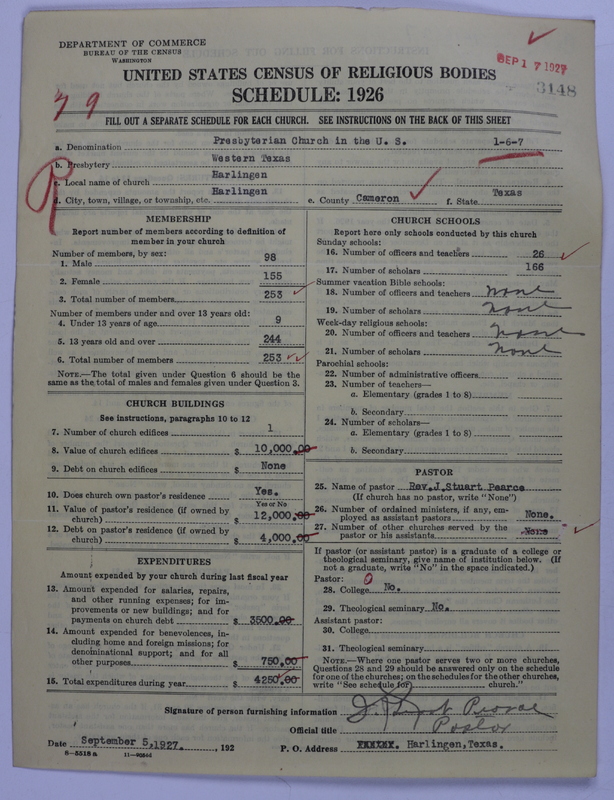 DEPARTMENT OF COMMERCE
BUREAU OF THE CENSUS
WASHINGTON
SEP 17 1927
3148
UNITED STATES CENSUS OF RELIGIOUS BODIES
SCHEDULE: 1926
79
FILL OUT A SEPARATE SCHEDULE FOR EACH CHURCH. SEE INSTRUCTIONS ON THE BACK OF THIS SHEET
a. Denomination Presbyterian Church in the U. S. 1-6-7
b. Presbytery Western Texas
c. Local name of church Harlingen
d. City, town, village, or township, etc. Harlingen e. County Cameron f. State Texas
R
MEMBERSHIP
Report number of members according to definition of
member in your church
Number of members, by sex:
1. Male 98
2. Female 155
3. Total number of members 253
Number of members under and over 13 years old:
4. Under 13 years of age 9
5. 13 years old and over 244
6. Total number of members 253
NOTE.—The total given under Question 6 should be
same as the total of males and females given under Question 3.
CHURCH BUILDINGS
See instructions, paragraphs 10 to 12
7. Number of church edifices 1
8. Value of church edifices $ 10,000.00
9. Debt on church edifices $ None
10. Does church own pastor's residence Yes.
Yes or No
11. Value of pastor's residence (if owned by
church) $ 12,000.00
12. Debt on pastor's residence (if owned by
church) $ 4,000.00
EXPENDITURES
Amount expended by your church during last fiscal year
13. Amount expended for salaries, repairs,
and other running expenses; for im-
provements or new buildings; and for
payments on church debt $ 3500.00
14. Amount expended for benevolences, in-
cluding home and foreign missions; for
denominational support; and for all
other purposes $ 750.00
15. Total expenditures during year $ 4250.00
CHURCH SCHOOLS
Report here only schools conducted by this church
Sunday schools:
16. Number of officers and teachers 26
17. Number of scholars 166
Summer vacation Bible schools:
18. Number of officers and teachers None
19. Number of scholars None
Week-day religious schools:
20. Number of officers and teachers None
21. Number of scholars None
Parochial schools:
22. Number of administrative officers
23. Number of teachers—
a. Elementary (grades 1 to 8)
b. Secondary
24. Number of scholars—
a. Elementary (grades 1 to 8)
b. Secondary
PASTOR
25. Name of pastor Rev.J.Stuart Pearce
(If church has no pastor, write "None")
26. Number of ordained ministers, if any, em-
ployed as assistant pastors None.
27. Number of other churches served by the
pastor or his assistants None
If pastor (or assistant pastor) is a graduate of a college or
theological seminary, give name of institution below. (If
not a graduate, write "No" in the space indicated.)
Pastor: 0
28. College No.
29. Theological seminary No.
Assistant pastor:
30. College
31. Theological seminary
NOTE.—Where one pastor serves two or more churches,
Questions 28 and 29 should be answered only on the schedule
for one of the churches; on the schedules for the other churches,
write "See schedule for church."
Signature of person furnishing information J. Stuart Pearce
Official title Pastor
Date September 5,1927. , 192 P. O. Address Harlingen,Texas.
S—5518 a